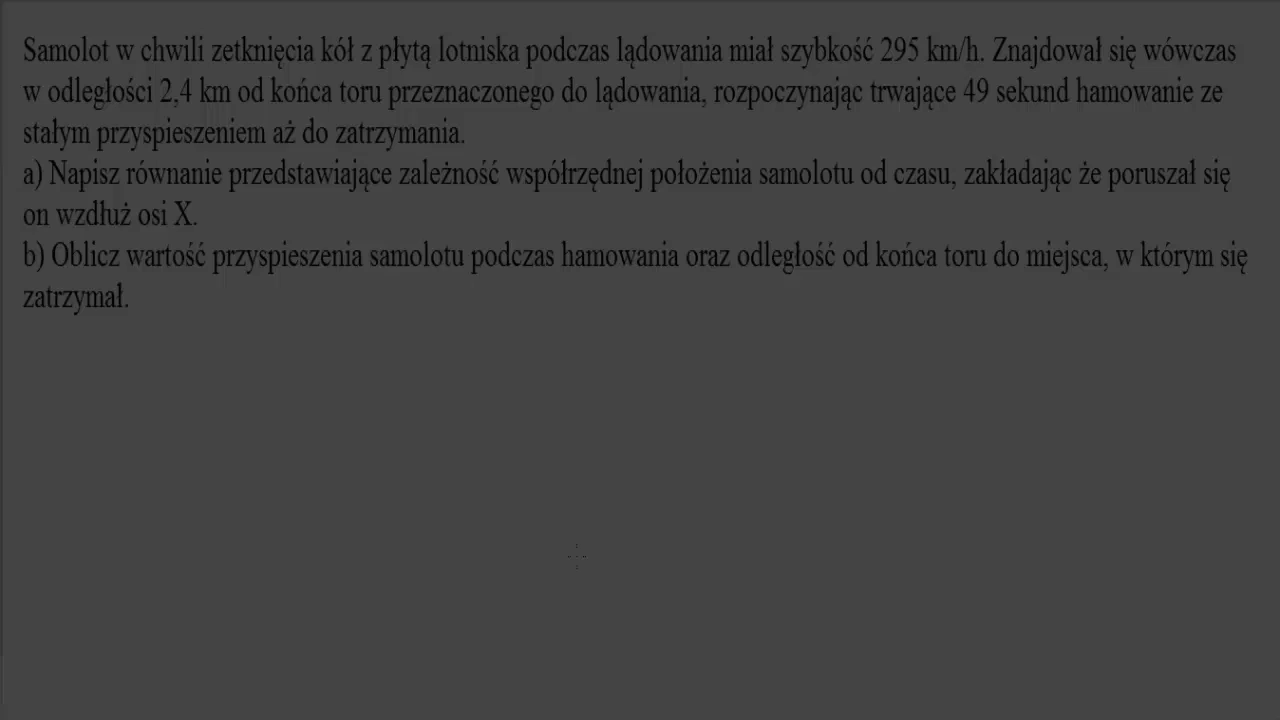 Samolot w chwili zetknięcia kół z płytą lotniska podczas lądowania miał szybkość 295 km/h. Znajdował się wówczas
w odległości 2,4 km od końca toru przeznaczonego do lądowania, rozpoczynając trwające 49 sekund hamowanie ze
stałym przyspieszeniem aż do zatrzymania.
a) Napisz równanie przedstawiające zależność współrzędnej położenia samolotu od czasu, zakładając że poruszał się
on wzdłuż osi X.
b) Oblicz wartość przyspieszenia samolotu podczas hamowania oraz odległość od końca toru do miejsca, w którym się
zatrzymał.